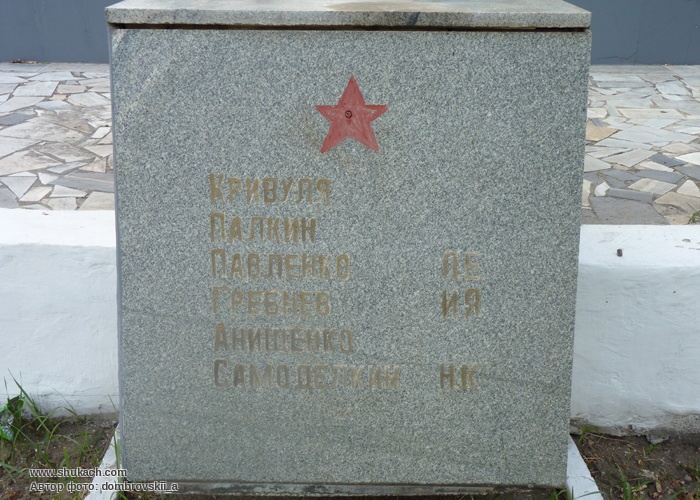 Кривуля
Палкин
Павленко Л.Е
Гребнев И.Я
Анищенко
Самоделкин Н.К
www.shukach.com
Автор фото: dombrovskii_a